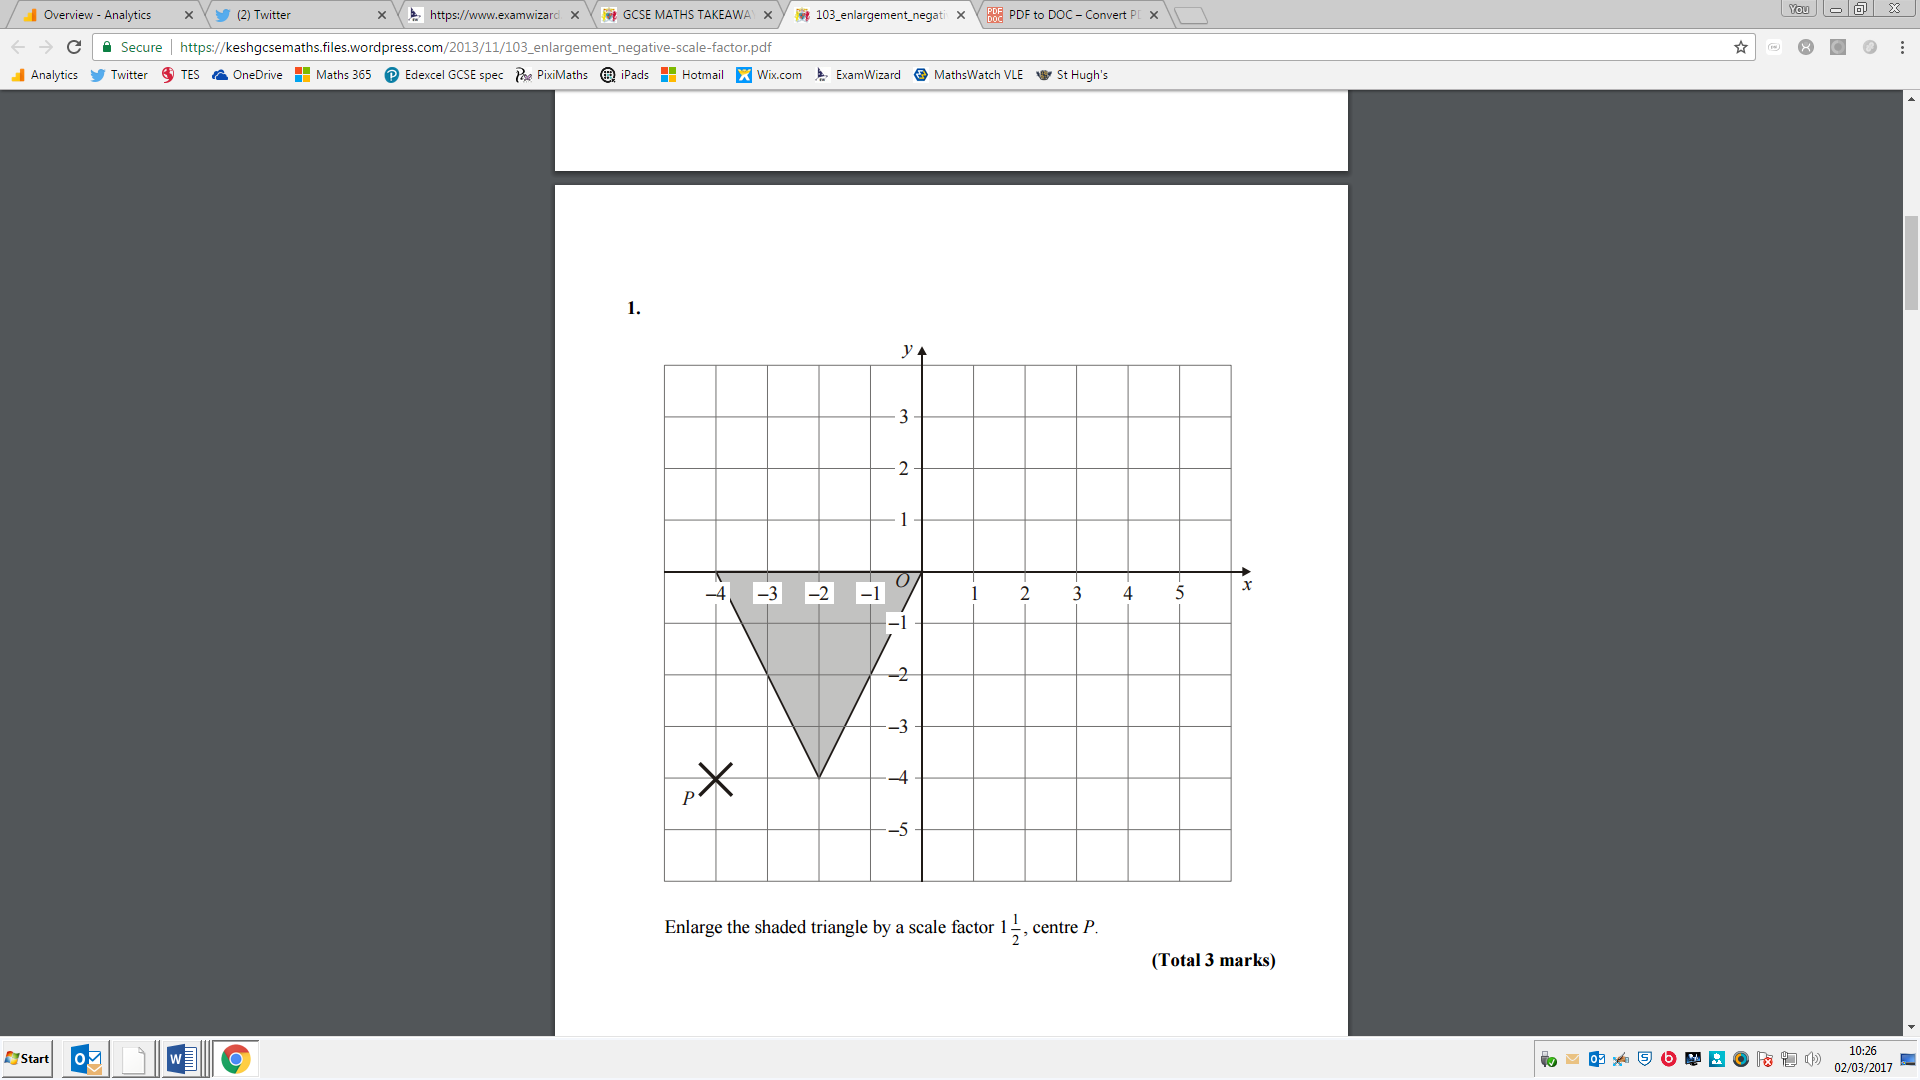 Overview - Analytics
(2) Twitter
https://www.examwizard
GCSE MATHS TAKEAWA
103_enlargement_negati
PDF to DOC – Convert P
You
Secure
https://keshgcsemaths.files.wordpress.com/2013/11/103_enlargement_negative-scale-factor.pdf
Analytics
Twitter
TES
OneDrive
Maths 365
Edexcel GCSE spec
PixiMaths
iPads
Hotmail
Wix.com
ExamWizard
MathsWatch VLE
St Hugh's
1.
y
3
2
1
O
–4 –3 –2 –1 1 2 3 4 5
x
–1
–2
–3
–4
P
–5
Enlarge the shaded triangle by a scale factor 1 1/2, centre P.
(Total 3 marks)
Start
10:26
02/03/2017